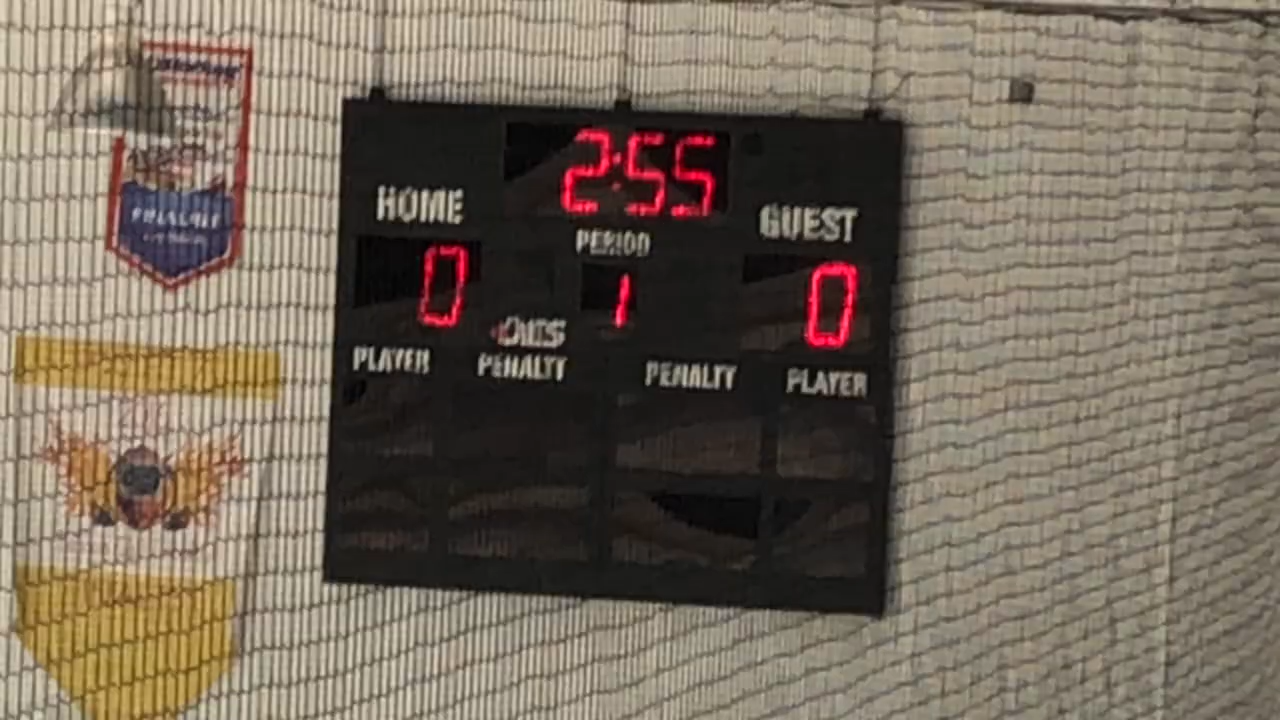 2:55
HOME
GUEST
PERIOD
0
1
0
PLAYER
PENALTY
PENALTY
PLAYER